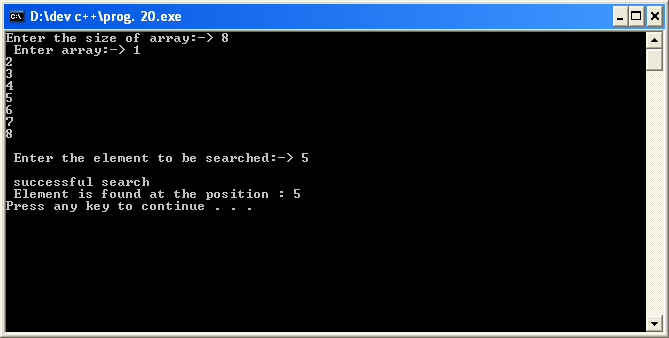 D:\dev c++\prog. 20.exe
Enter the size of array:-> 8
Enter array:-> 1
2
3
4
5
6
7
8
Enter the element to be searched:-> 5
successful search
Element is found at the position : 5
Press any key to continue . . .